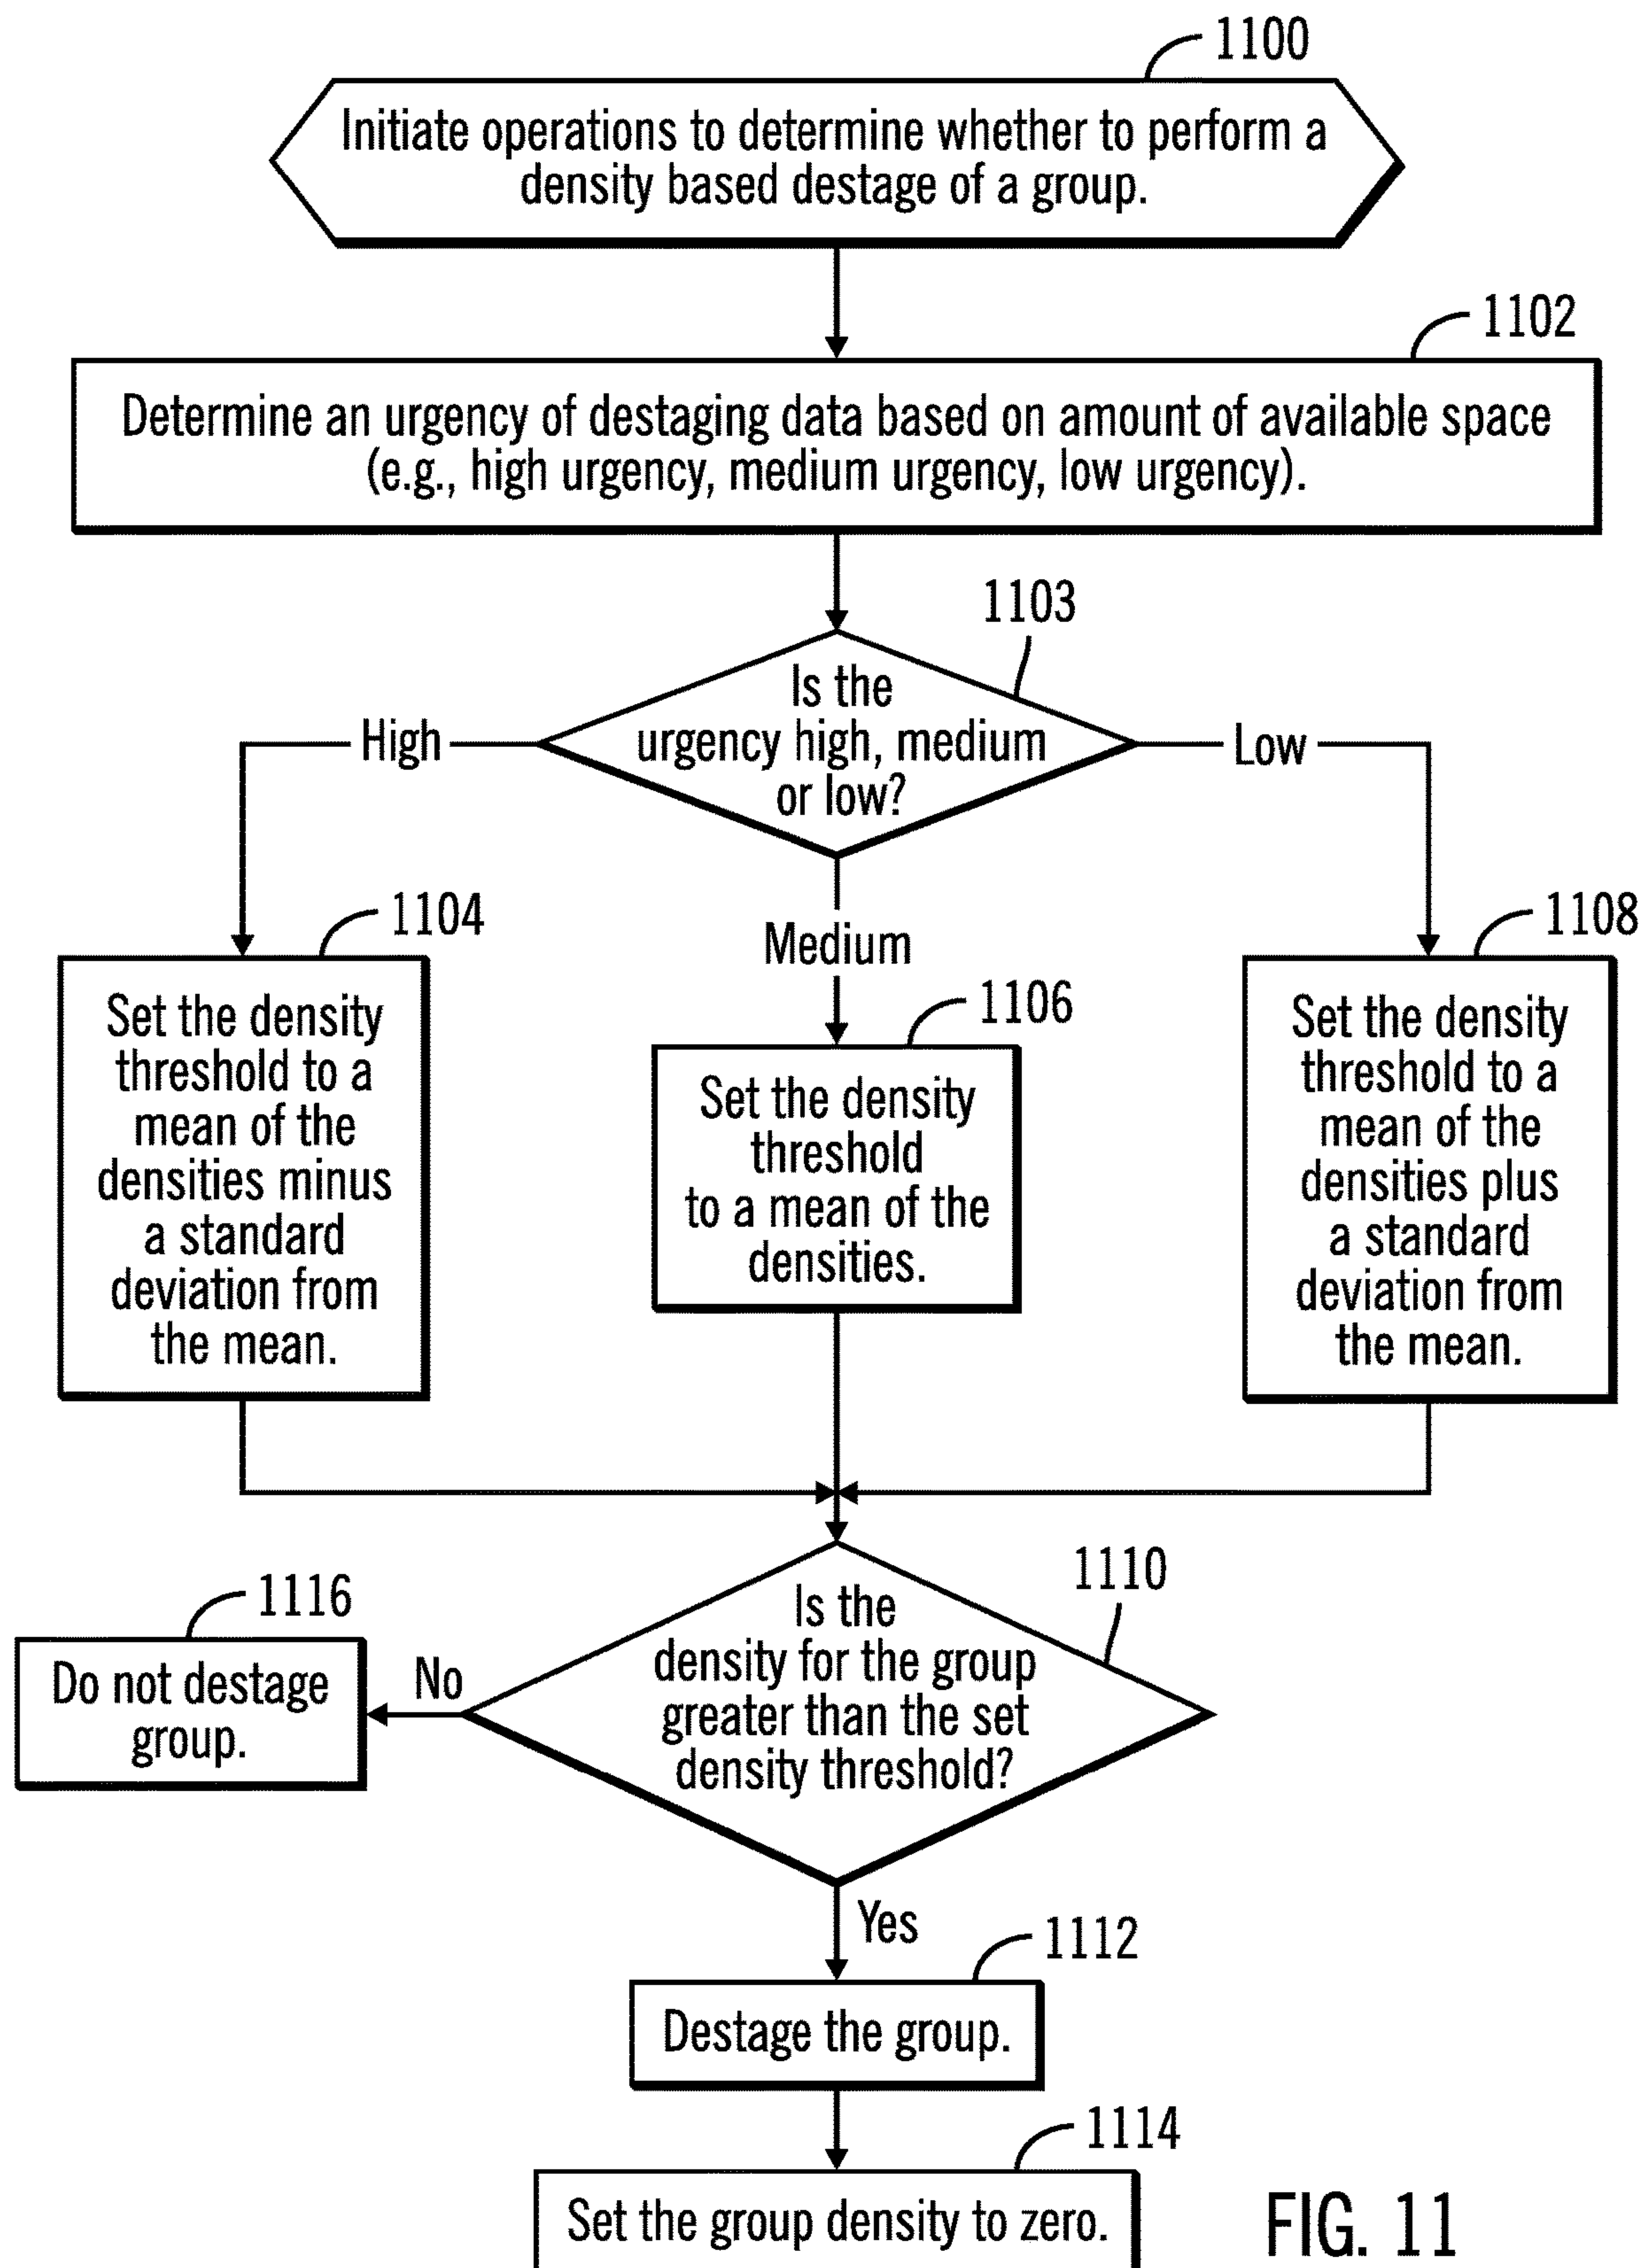 1100
Initiate operations to determine whether to perform a
density based destage of a group.
1102
Determine an urgency of destaging data based on amount of available space
(e.g., high urgency, medium urgency, low urgency).
1103
Is the
urgency high, medium
or low?
High
Low
Medium
1104
Set the density
threshold to a
mean of the
densities minus
a standard
deviation from
the mean.
1106
Set the density
threshold
to a mean of the
densities.
1108
Set the density
threshold to a
mean of the
densities plus
a standard
deviation from
the mean.
1110
Is the
density for the group
greater than the set
density threshold?
No
1116
Do not destage
group.
Yes
1112
Destage the group.
1114
Set the group density to zero.
FIG. 11